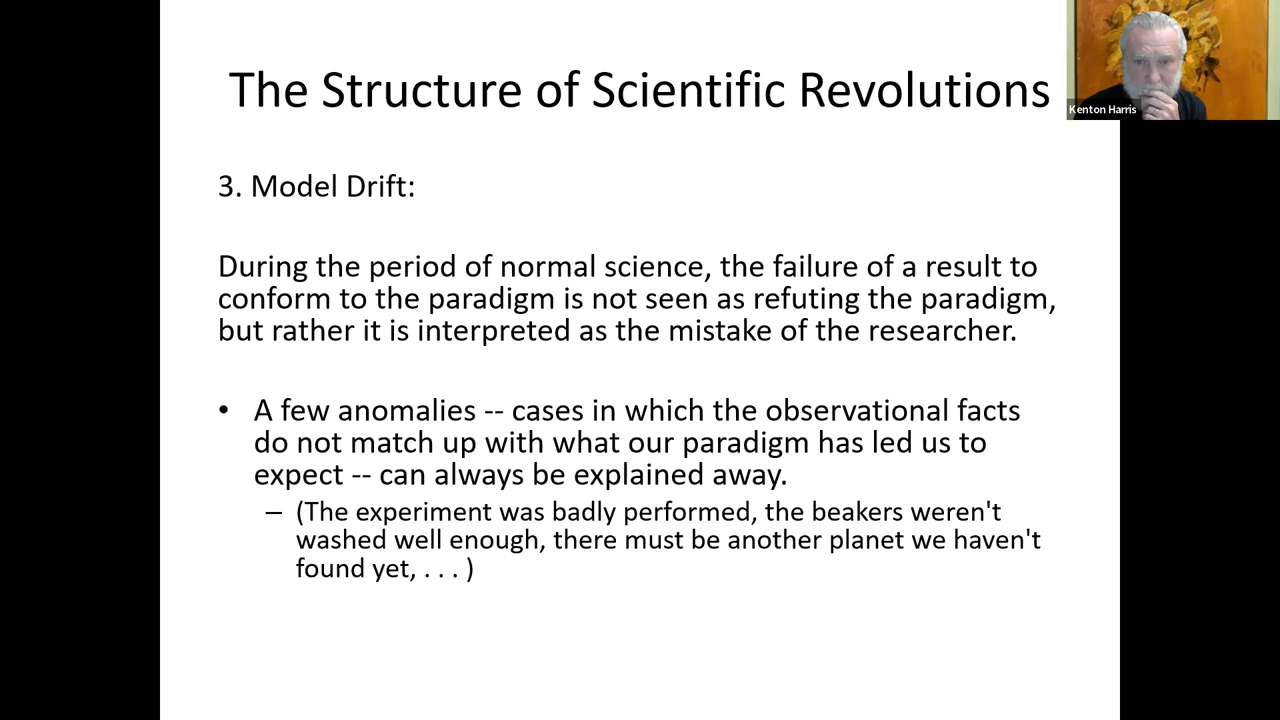 The Structure of Scientific Revolutions
Kenton Harris
3. Model Drift:
During the period of normal science, the failure of a result to
conform to the paradigm is not seen as refuting the paradigm,
but rather it is interpreted as the mistake of the researcher.
• A few anomalies -- cases in which the observational facts
do not match up with what our paradigm has led us to
expect -- can always be explained away.
– (The experiment was badly performed, the beakers weren't
washed well enough, there must be another planet we haven't
found yet, . . . )